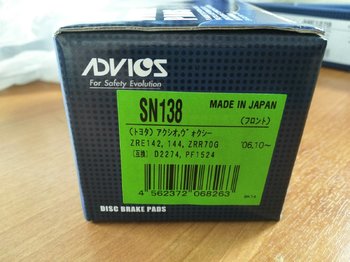 ADVICS
For Safety Evolution
SN138
MADE IN JAPAN
(フロント)
(トヨタ) アクシオ,ヴォクシー
ZRE142, 144, ZRR70G '06,10~
[互換] D2274, PF1524
4 562372 068263
DISC BRAKE PADS